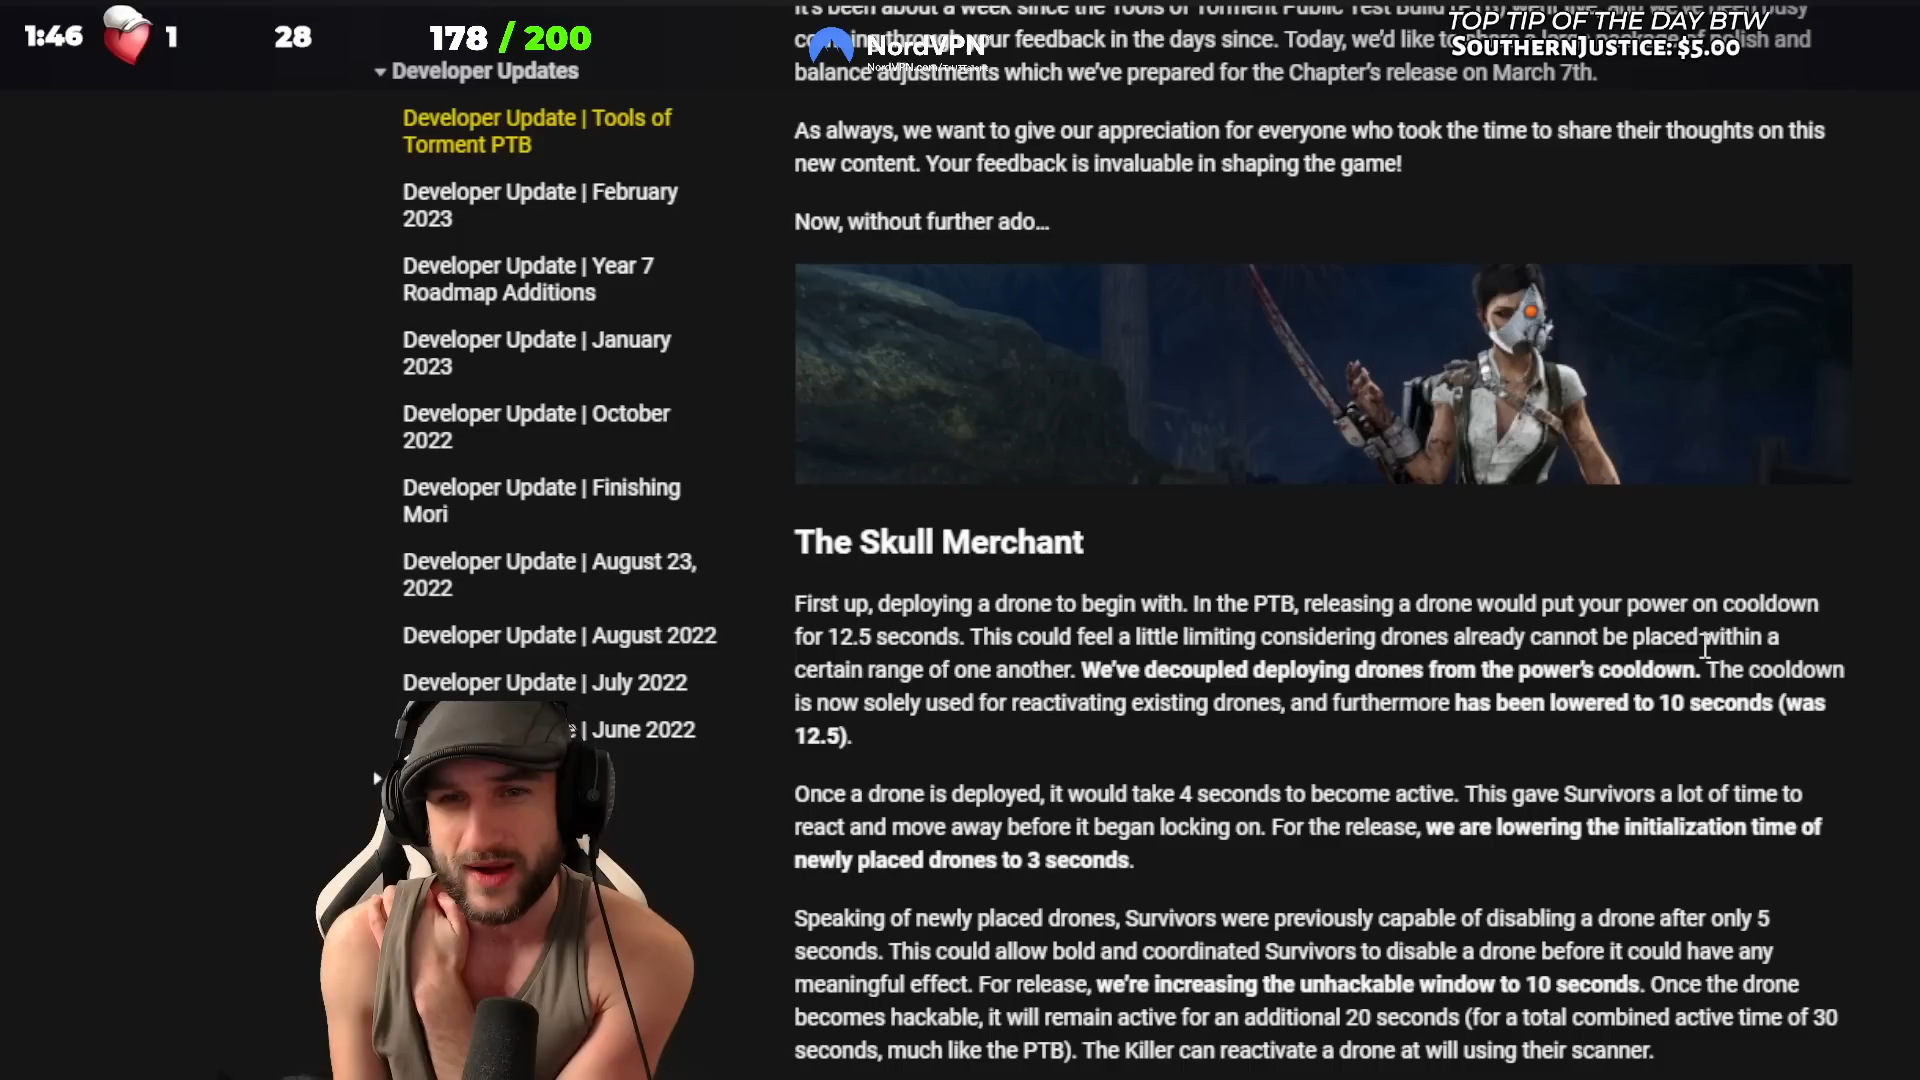 1:46
1
28
178 / 200
NordVPN
TOP TIP OF THE DAY BTW
SOUTHERNJUSTICE: $5.00
Developer Updates
Developer Update | Tools of
Torment PTB
Developer Update | February
2023
Developer Update | Year 7
Roadmap Additions
Developer Update | January
2023
Developer Update | October
2022
Developer Update | Finishing
Mori
Developer Update | August 23,
2022
Developer Update | August 2022
Developer Update | July 2022
| June 2022
It's been about a week since the Tools of Torment Public Test Build
your feedback in the days since. Today, we'd like to polish and
balance adjustments which we've prepared for the Chapter's release on March 7th.
As always, we want to give our appreciation for everyone who took the time to share their thoughts on this
new content. Your feedback is invaluable in shaping the game!
Now, without further ado…
The Skull Merchant
First up, deploying a drone to begin with. In the PTB, releasing a drone would put your power on cooldown
for 12.5 seconds. This could feel a little limiting considering drones already cannot be placed within a
certain range of one another. We've decoupled deploying drones from the power's cooldown. The cooldown
is now solely used for reactivating existing drones, and furthermore has been lowered to 10 seconds (was
12.5).
Once a drone is deployed, it would take 4 seconds to become active. This gave Survivors a lot of time to
react and move away before it began locking on. For the release, we are lowering the initialization time of
newly placed drones to 3 seconds.
Speaking of newly placed drones, Survivors were previously capable of disabling a drone after only 5
seconds. This could allow bold and coordinated Survivors to disable a drone before it could have any
meaningful effect. For release, we're increasing the unhackable window to 10 seconds. Once the drone
becomes hackable, it will remain active for an additional 20 seconds (for a total combined active time of 30
seconds, much like the PTB). The Killer can reactivate a drone at will using their scanner.